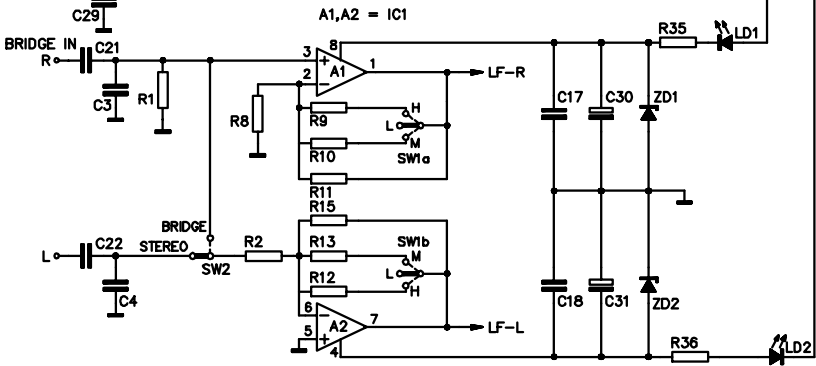 C29
A1,A2 = IC1
BRIDGE IN
R
C21
3
8
+
A1
1
2
−
LF-R
R35
LD1
C3
R1
R8
R9
H
L
R10
M
SW1a
R11
C17
C30
ZD1
R15
BRIDGE
L
C22
STEREO
SW2
R2
R13
SW1b
M
L
R12
H
C4
6
−
A2
7
5
+
4
LF-L
C18
C31
ZD2
R36
LD2